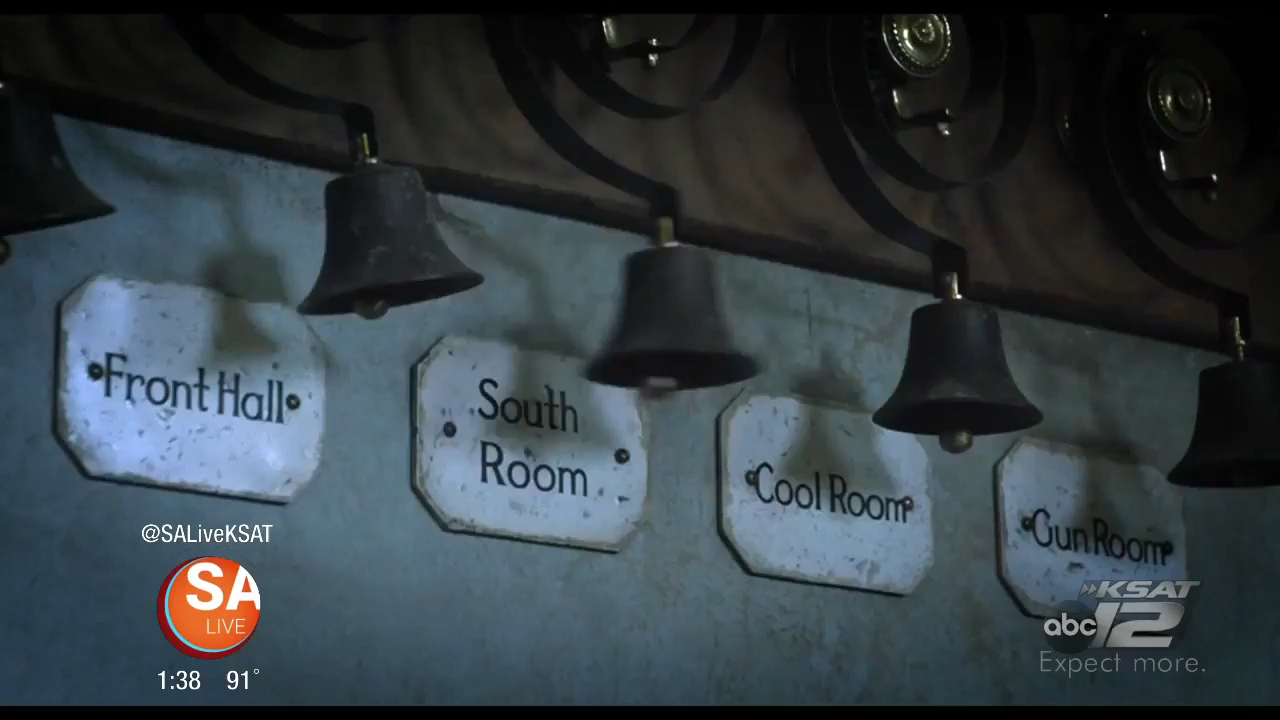 Front Hall
South
Room
Cool Room
Gun Room
@SALiveKSAT
SA
LIVE
1:38 91°
KSAT
abc 12
Expect more.